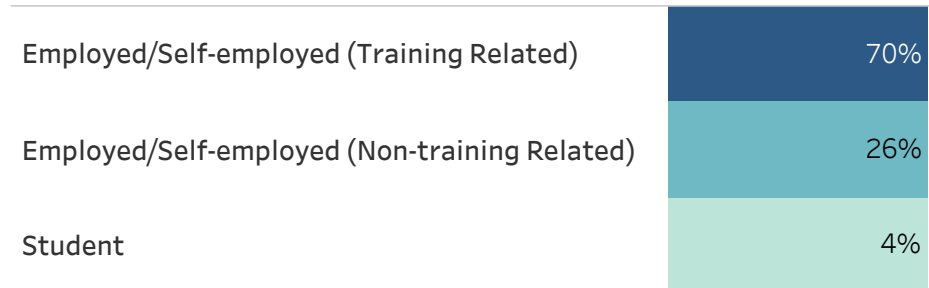 Employed/Self-employed (Training Related) 70%
Employed/Self-employed (Non-training Related) 26%
Student 4%